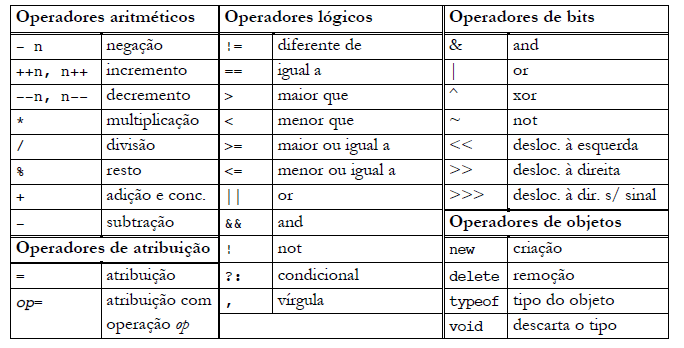 Operadores aritméticos
– n negação
++n, n++ incremento
––n, n–– decremento
* multiplicação
/ divisão
% resto
+ adição e conc.
– subtração
Operadores de atribuição
= atribuição
op= atribuição com
operação op
Operadores lógicos
!= diferente de
== igual a
> maior que
< menor que
>= maior ou igual a
<= menor ou igual a
|| or
&& and
! not
?: condicional
, vírgula
Operadores de bits
& and
| or
^ xor
~ not
<< desloc. à esquerda
>> desloc. à direita
>>> desloc. à dir. s/ sinal
Operadores de objetos
new criação
delete remoção
typeof tipo do objeto
void descarta o tipo